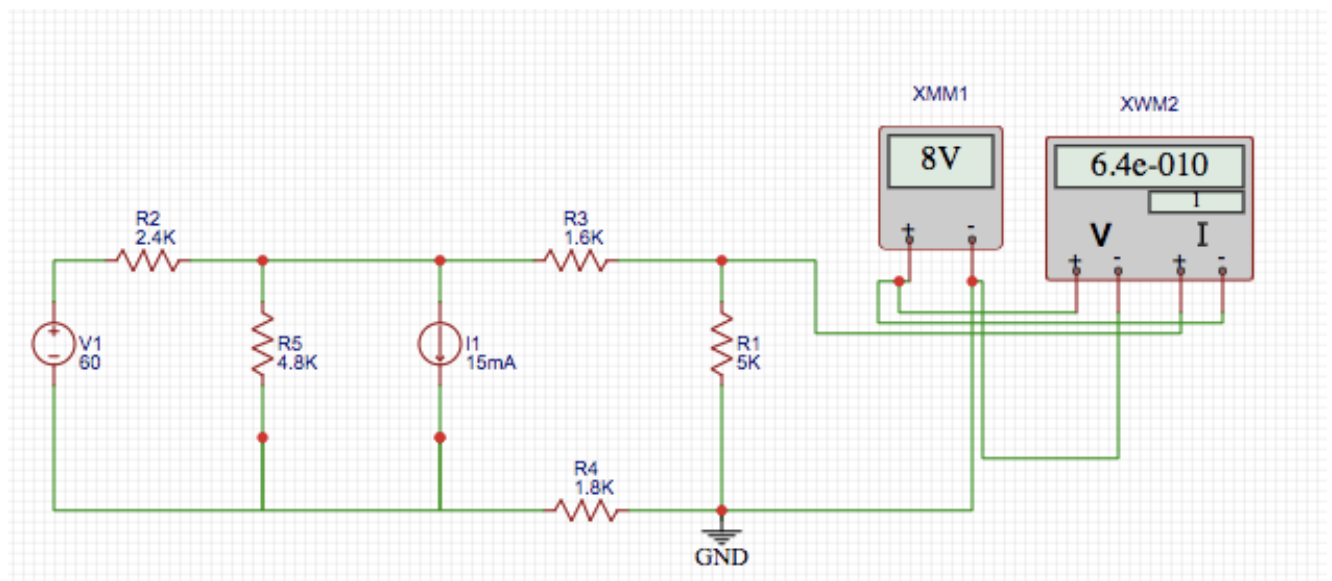 XMM1
XWM2
8V
6.4e-010
1
+
-
V
I
+
-
+
-
R2
2.4K
R3
1.6K
+
-
V1
60
R5
4.8K
I1
15mA
R1
5K
R4
1.8K
GND